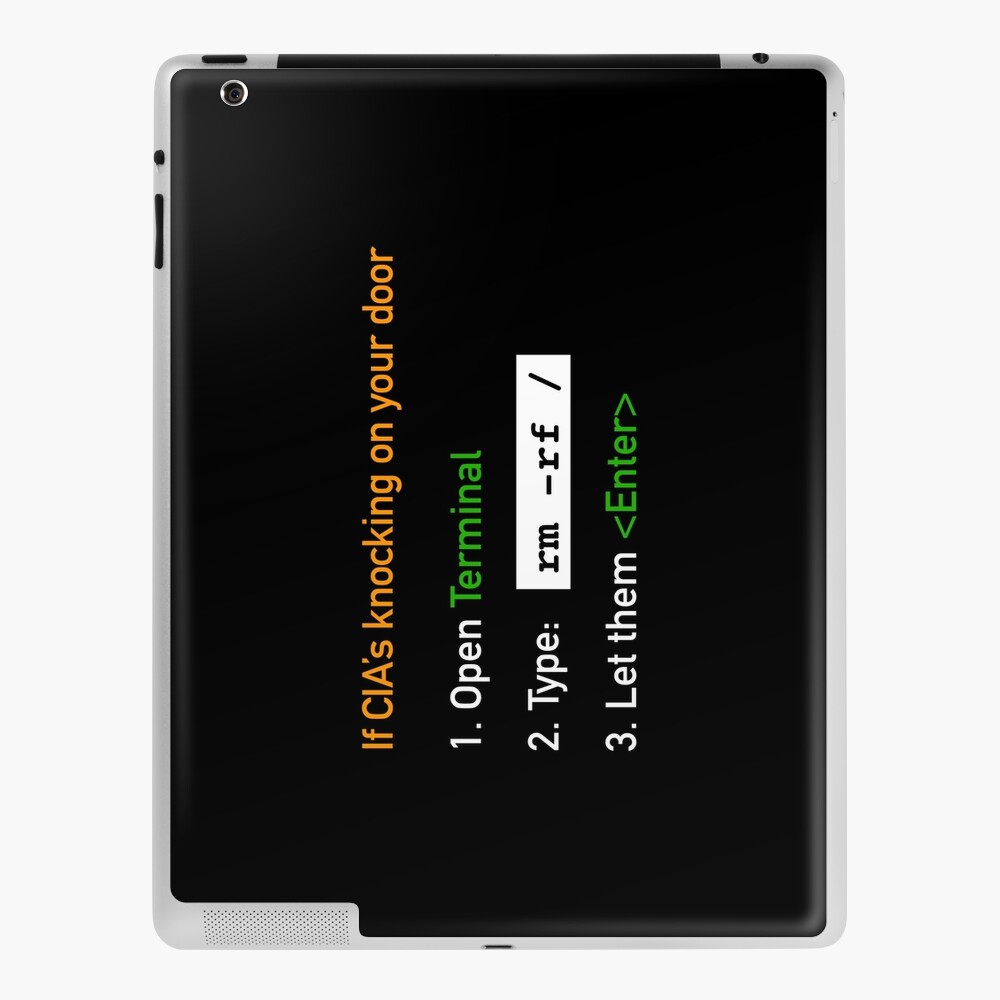 If CIA's knocking on your door
1. Open Terminal
2. Type: rm -rf /
3. Let them <Enter>